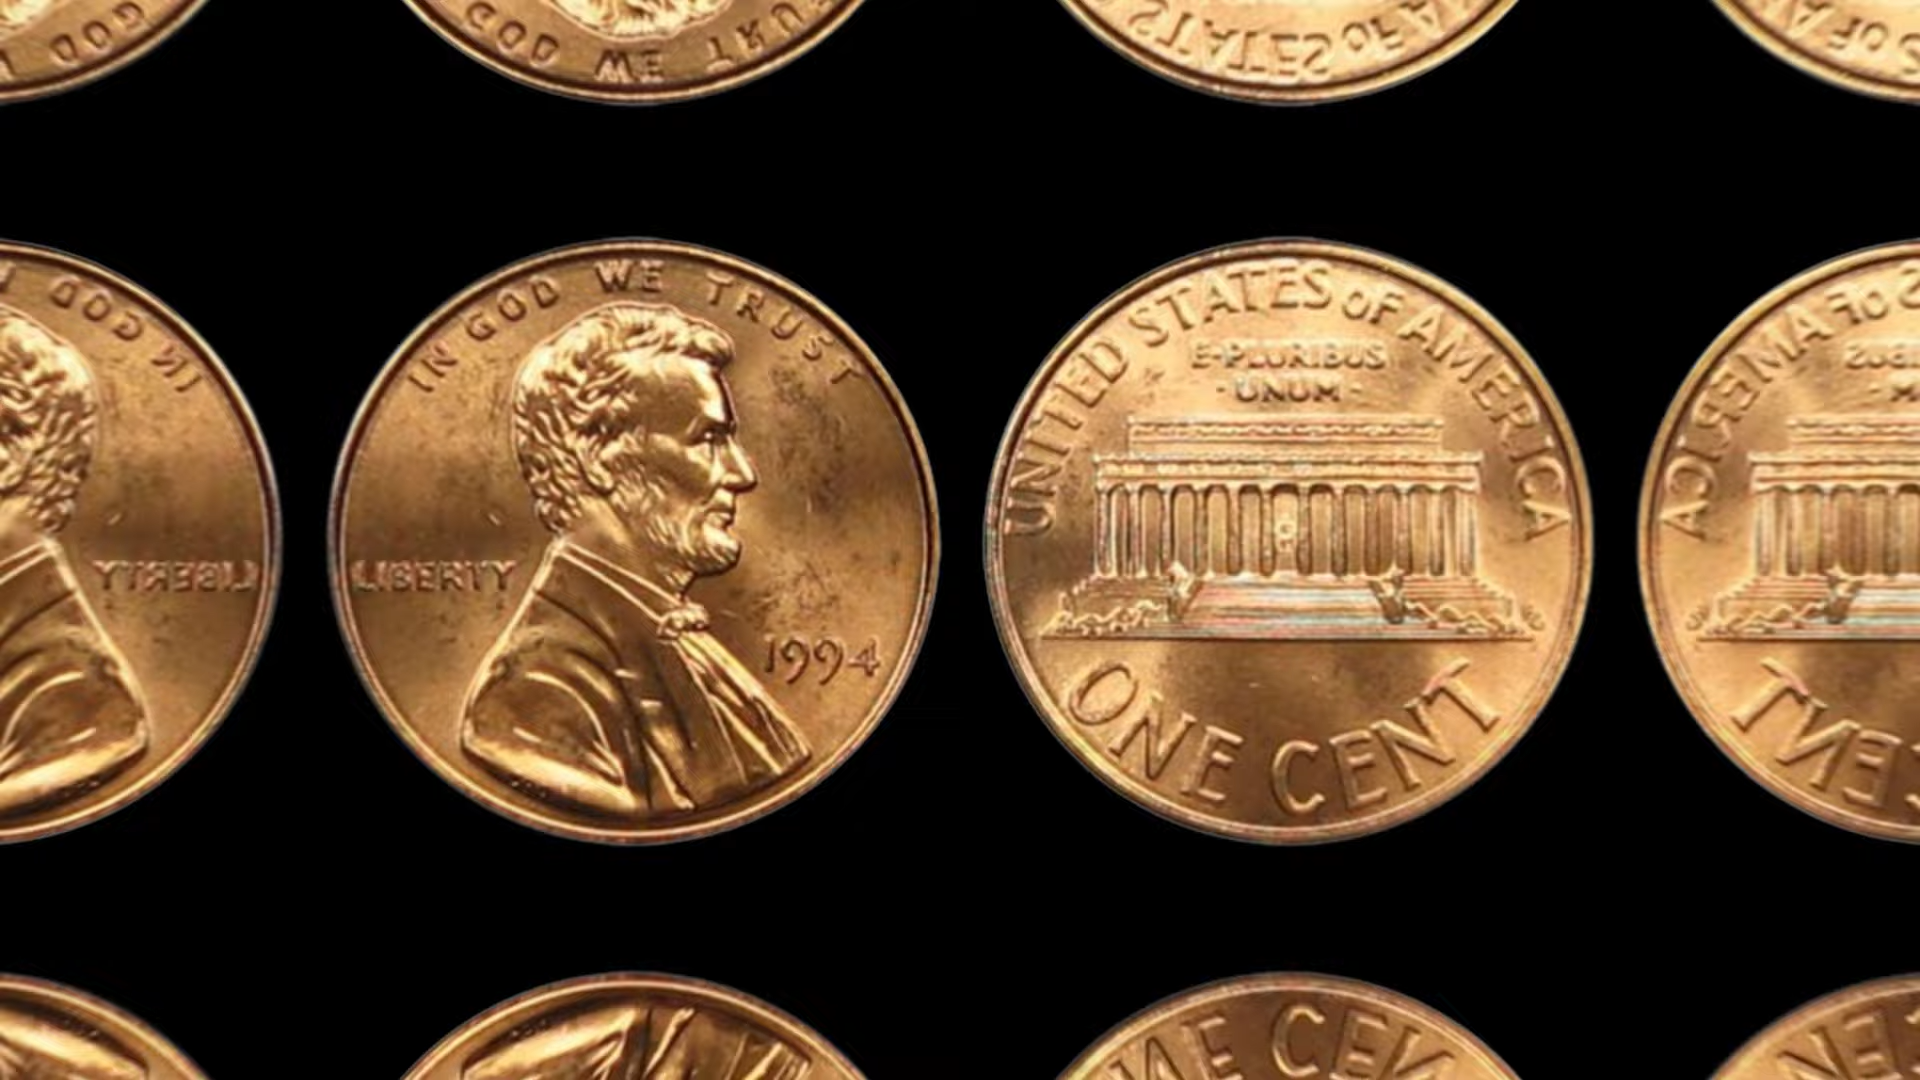 IN GOD WE TRUST
LIBERTY
1994
UNITED STATES OF AMERICA
E·PLURIBUS
·UNUM·
ONE CENT